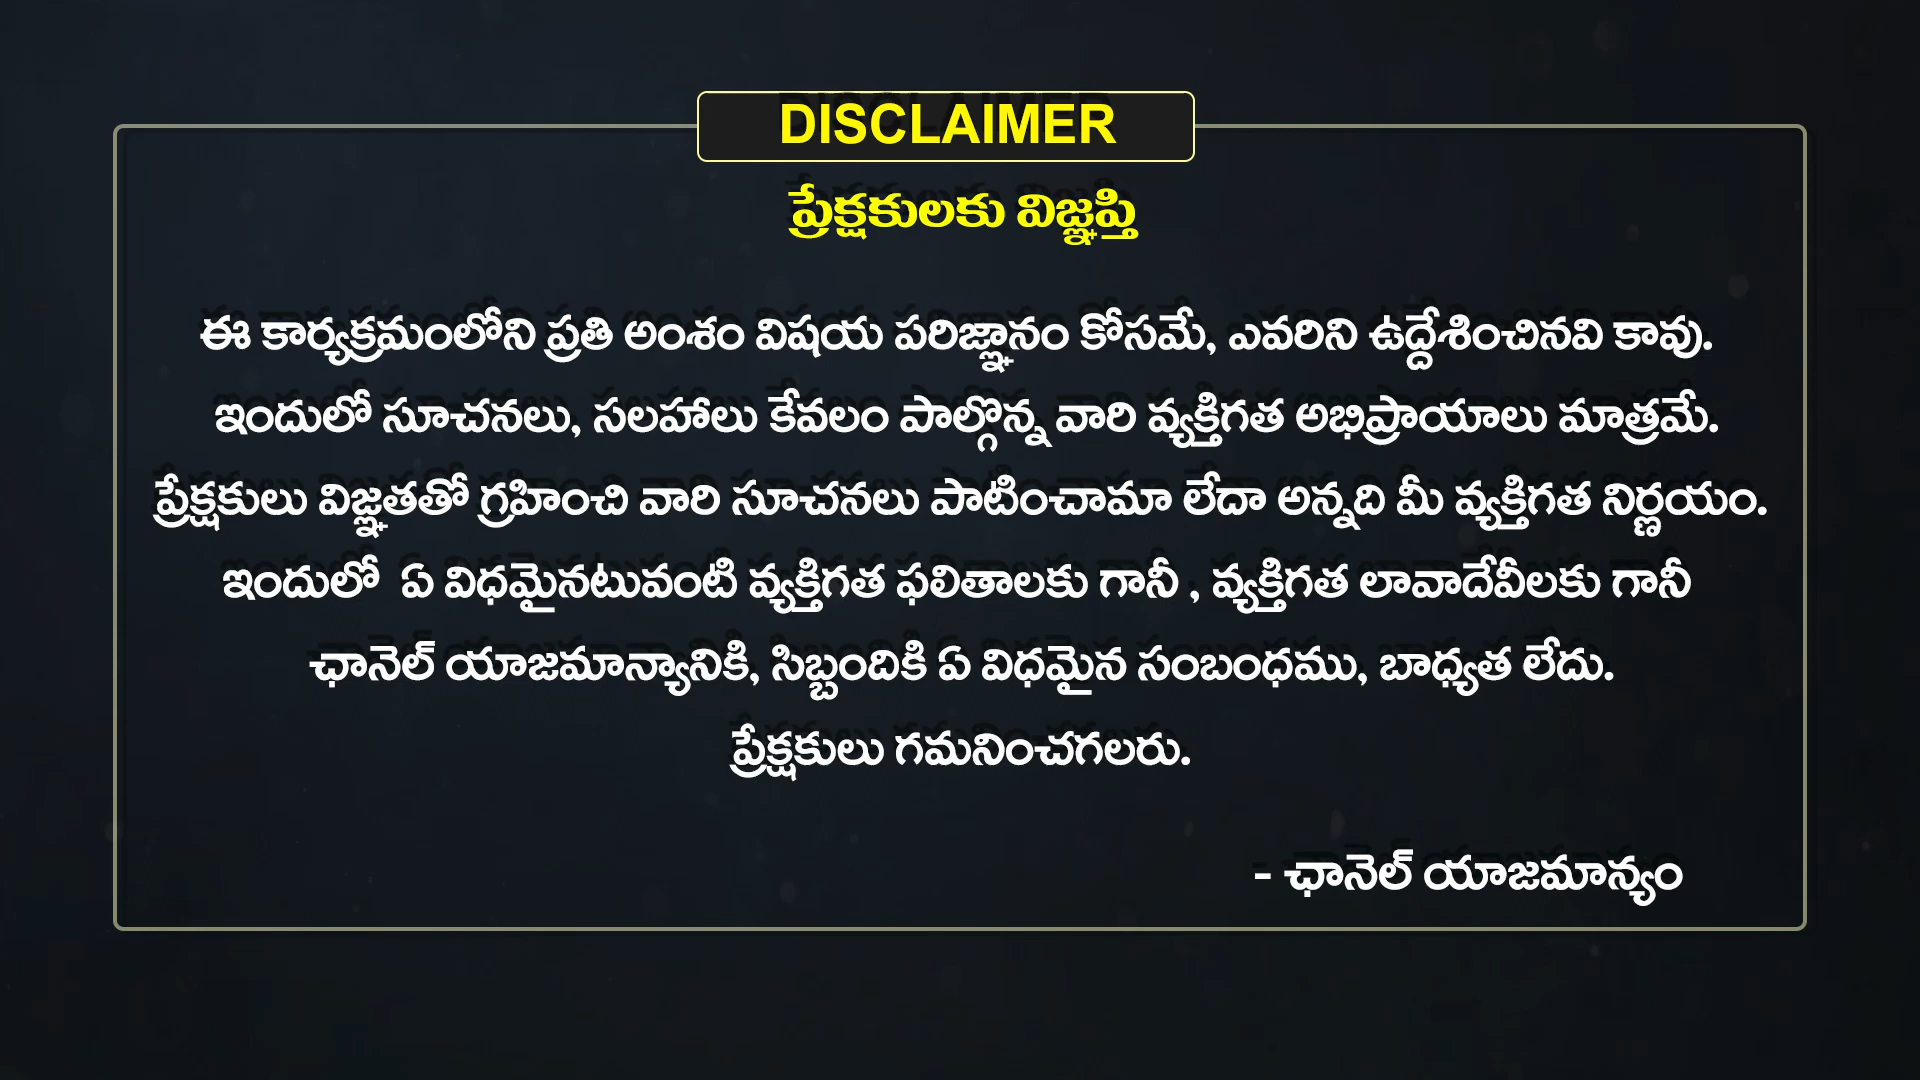 DISCLAIMER
ప్రేక్షకులకు విజ్ఞప్తి
ఈ కార్యక్రమంలోని ప్రతి అంశం విషయ పరిజ్ఞానం కోసమే, ఎవరిని ఉద్దేశించినవి కావు.
ఇందులో సూచనలు, సలహాలు కేవలం పాల్గొన్న వారి వ్యక్తిగత అభిప్రాయాలు మాత్రమే.
ప్రేక్షకులు విజ్ఞతతో గ్రహించి వారి సూచనలు పాటించామా లేదా అన్నది మీ వ్యక్తిగత నిర్ణయం.
ఇందులో ఏ విధమైనటువంటి వ్యక్తిగత ఫలితాలకు గానీ , వ్యక్తిగత లావాదేవీలకు గానీ
ఛానెల్ యాజమాన్యానికి, సిబ్బందికి ఏ విధమైన సంబంధము, బాధ్యత లేదు.
ప్రేక్షకులు గమనించగలరు.
- ఛానెల్ యాజమాన్యం